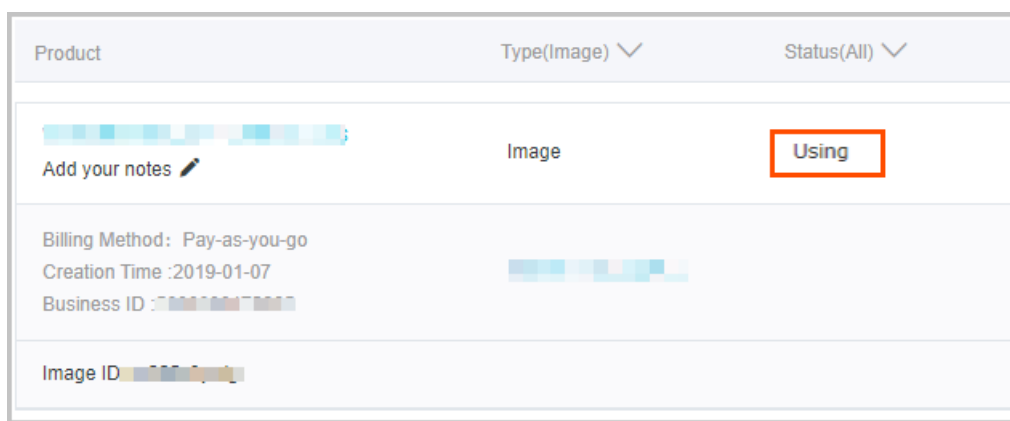 Product Type(Image) Status(All)
Image Using
Add your notes
Billing Method： Pay-as-you-go
Creation Time :2019-01-07
Business ID :
Image ID